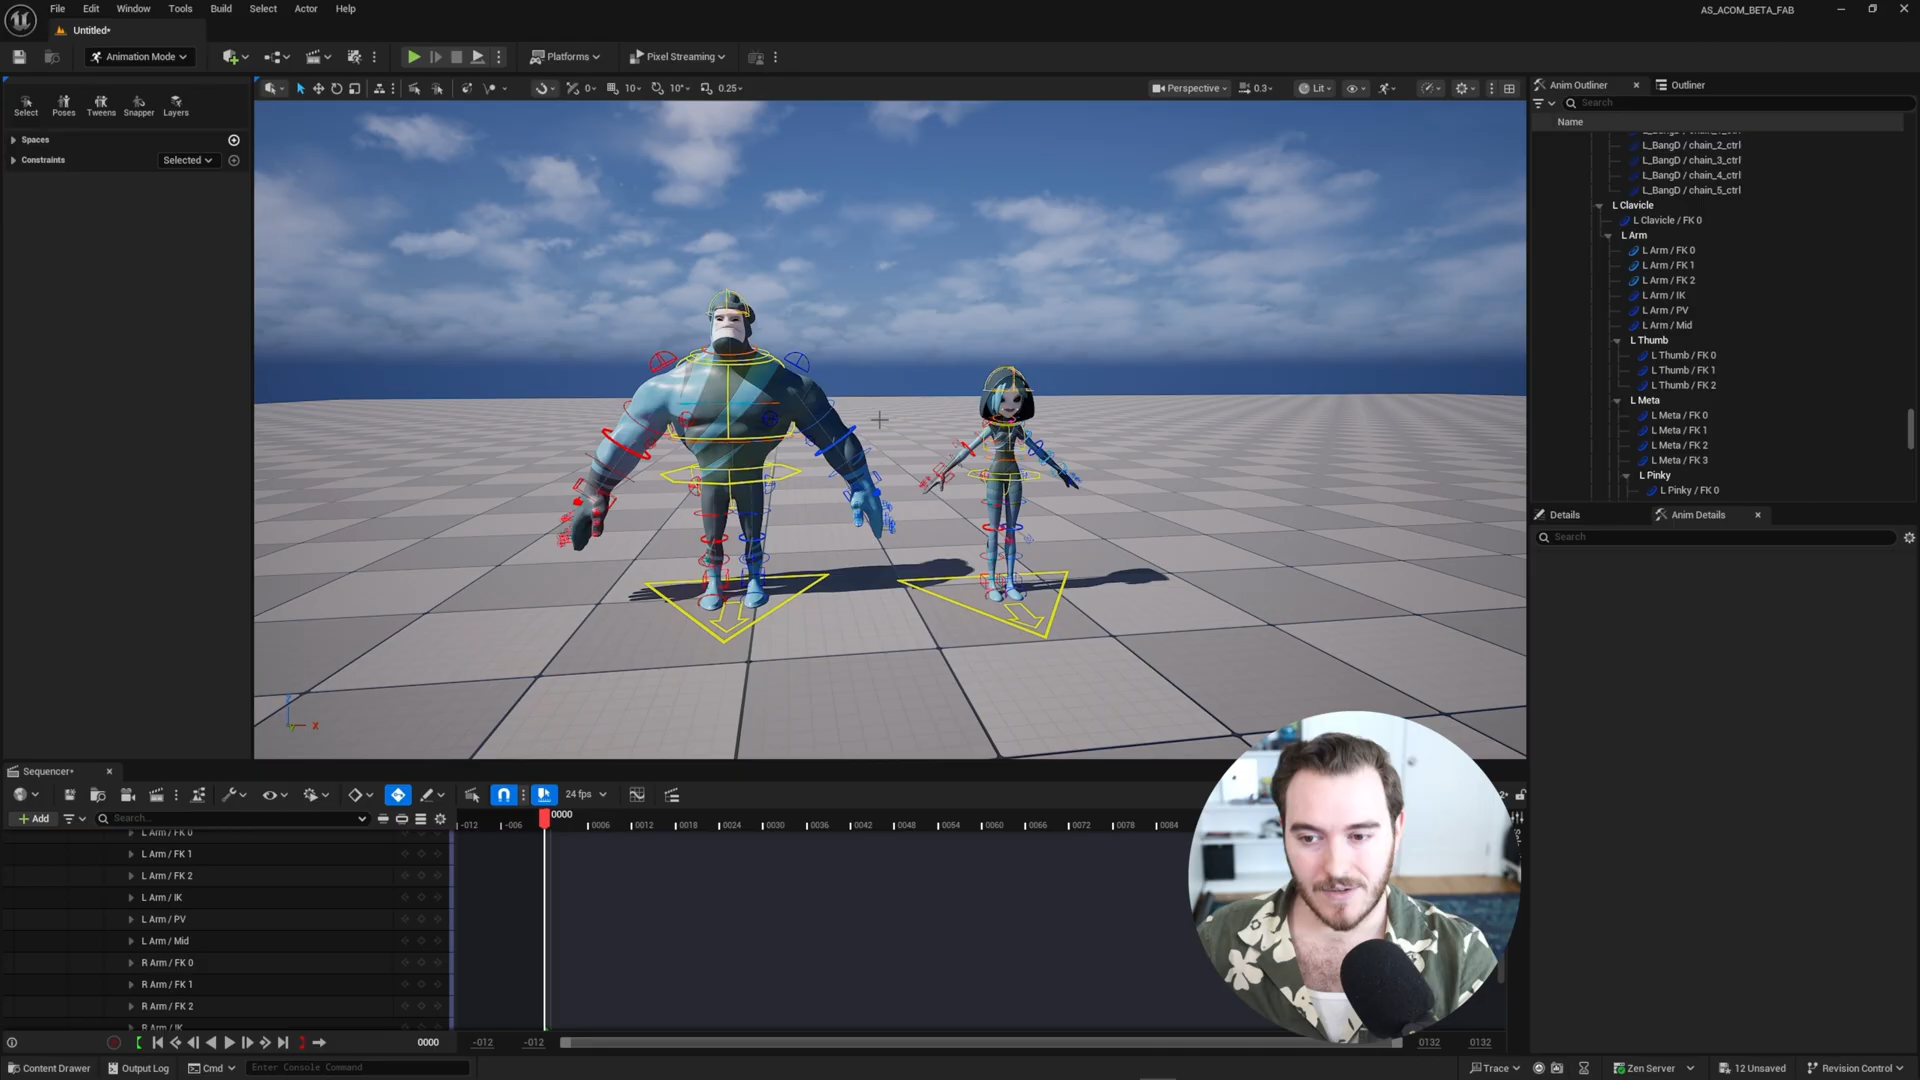 File Edit Window Tools Build Select Actor Help
AS_ACOM_BETA_FAB
Untitled*
Animation Mode
Platforms
Pixel Streaming
0 10 10° 0.25
Perspective 0.3 Lit
Select Poses Tweens Snapper Layers
Spaces
Constraints
Selected
X
Anim Outliner
Outliner
Search
Name
L_BangD / chain_1_ctrl
L_BangD / chain_2_ctrl
L_BangD / chain_3_ctrl
L_BangD / chain_4_ctrl
L_BangD / chain_5_ctrl
L Clavicle
L Clavicle / FK 0
L Arm
L Arm / FK 0
L Arm / FK 1
L Arm / FK 2
L Arm / IK
L Arm / PV
L Arm / Mid
L Thumb
L Thumb / FK 0
L Thumb / FK 1
L Thumb / FK 2
L Meta
L Meta / FK 0
L Meta / FK 1
L Meta / FK 2
L Meta / FK 3
L Pinky
L Pinky / FK 0
Details
Anim Details
Search
Sequencer*
24 fps
Add
Search...
0000
-012 -006 0006 0012 0018 0024 0030 0036 0042 0048 0054 0060 0066 0072 0078 0084
L Arm / FK 0
L Arm / FK 1
L Arm / FK 2
L Arm / IK
L Arm / PV
L Arm / Mid
R Arm / FK 0
R Arm / FK 1
R Arm / FK 2
R Arm / IK
0000
-012 -012 0132 0132
Content Drawer
Output Log
Cmd
Enter Console Command
Trace
Zen Server
12 Unsaved
Revision Control